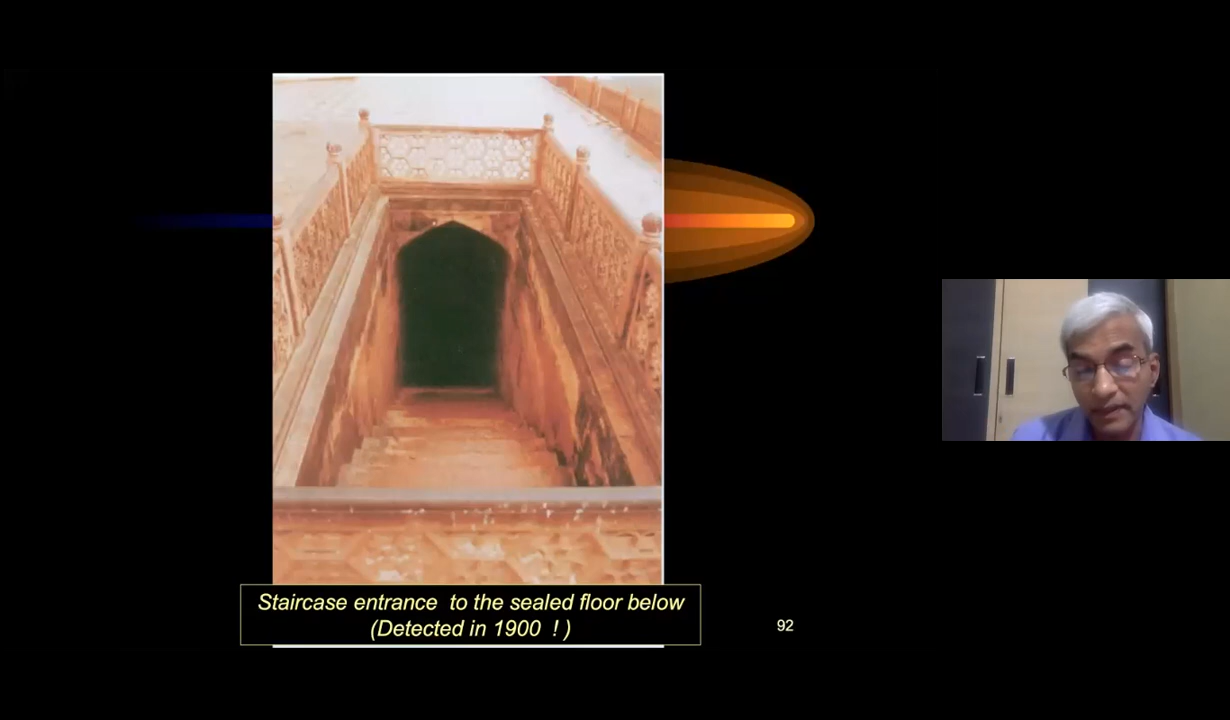 Staircase entrance to the sealed floor below
(Detected in 1900 ! )
92